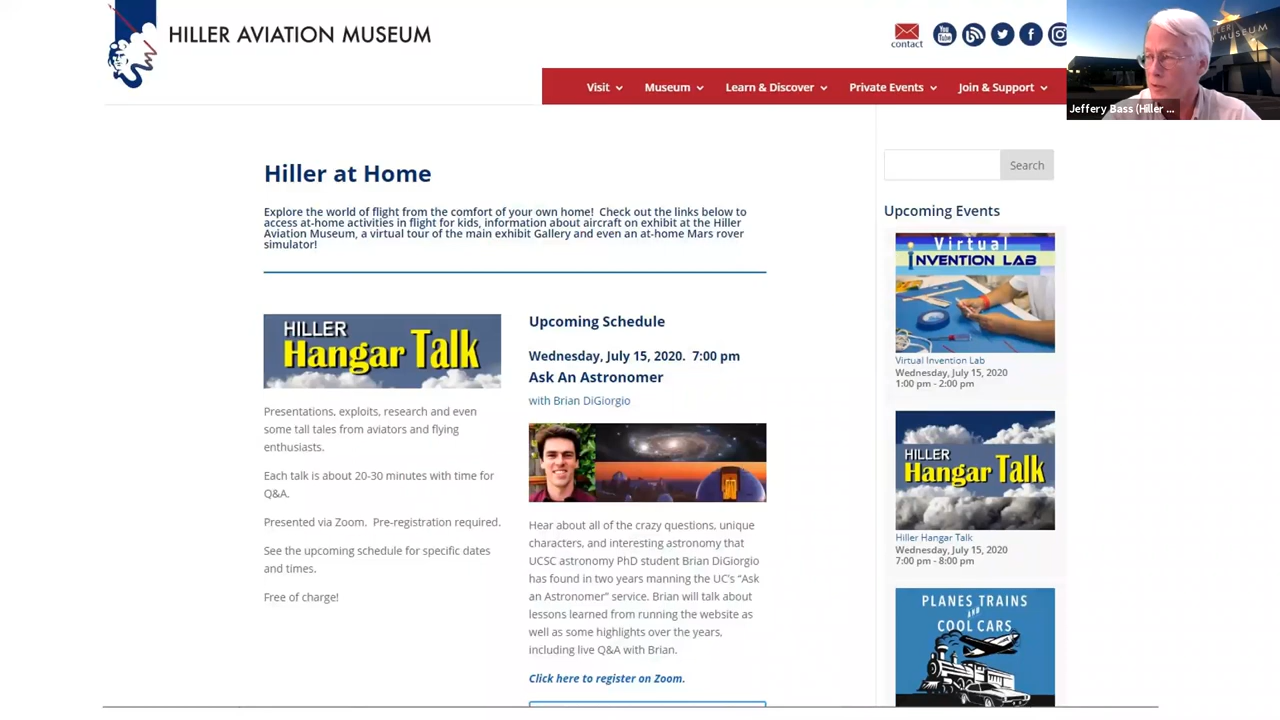 HILLER AVIATION MUSEUM
contact
You
Tube
MUSEUM
Jeffery Bass (Hiller ...
Visit
Museum
Learn & Discover
Private Events
Join & Support
Hiller at Home
Explore the world of flight from the comfort of your own home! Check out the links below to
access at-home activities in flight for kids, information about aircraft on exhibit at the Hiller
Aviation Museum, a virtual tour of the main exhibit Gallery and even an at-home Mars rover
simulator!
HILLER
Hangar Talk
Presentations, exploits, research and even
some tall tales from aviators and flying
enthusiasts.
Each talk is about 20-30 minutes with time for
Q&A.
Presented via Zoom. Pre-registration required.
See the upcoming schedule for specific dates
and times.
Free of charge!
Upcoming Schedule
Wednesday, July 15, 2020. 7:00 pm
Ask An Astronomer
with Brian DiGiorgio
Hear about all of the crazy questions, unique
characters, and interesting astronomy that
UCSC astronomy PhD student Brian DiGiorgio
has found in two years manning the UC's “Ask
an Astronomer” service. Brian will talk about
lessons learned from running the website as
well as some highlights over the years,
including live Q&A with Brian.
Click here to register on Zoom.
Search
Upcoming Events
Virtual
INVENTION LAB
Virtual Invention Lab
Wednesday, July 15, 2020
1:00 pm - 2:00 pm
HILLER
Hangar Talk
Hiller Hangar Talk
Wednesday, July 15, 2020
7:00 pm - 8:00 pm
PLANES TRAINS
AND
COOL CARS